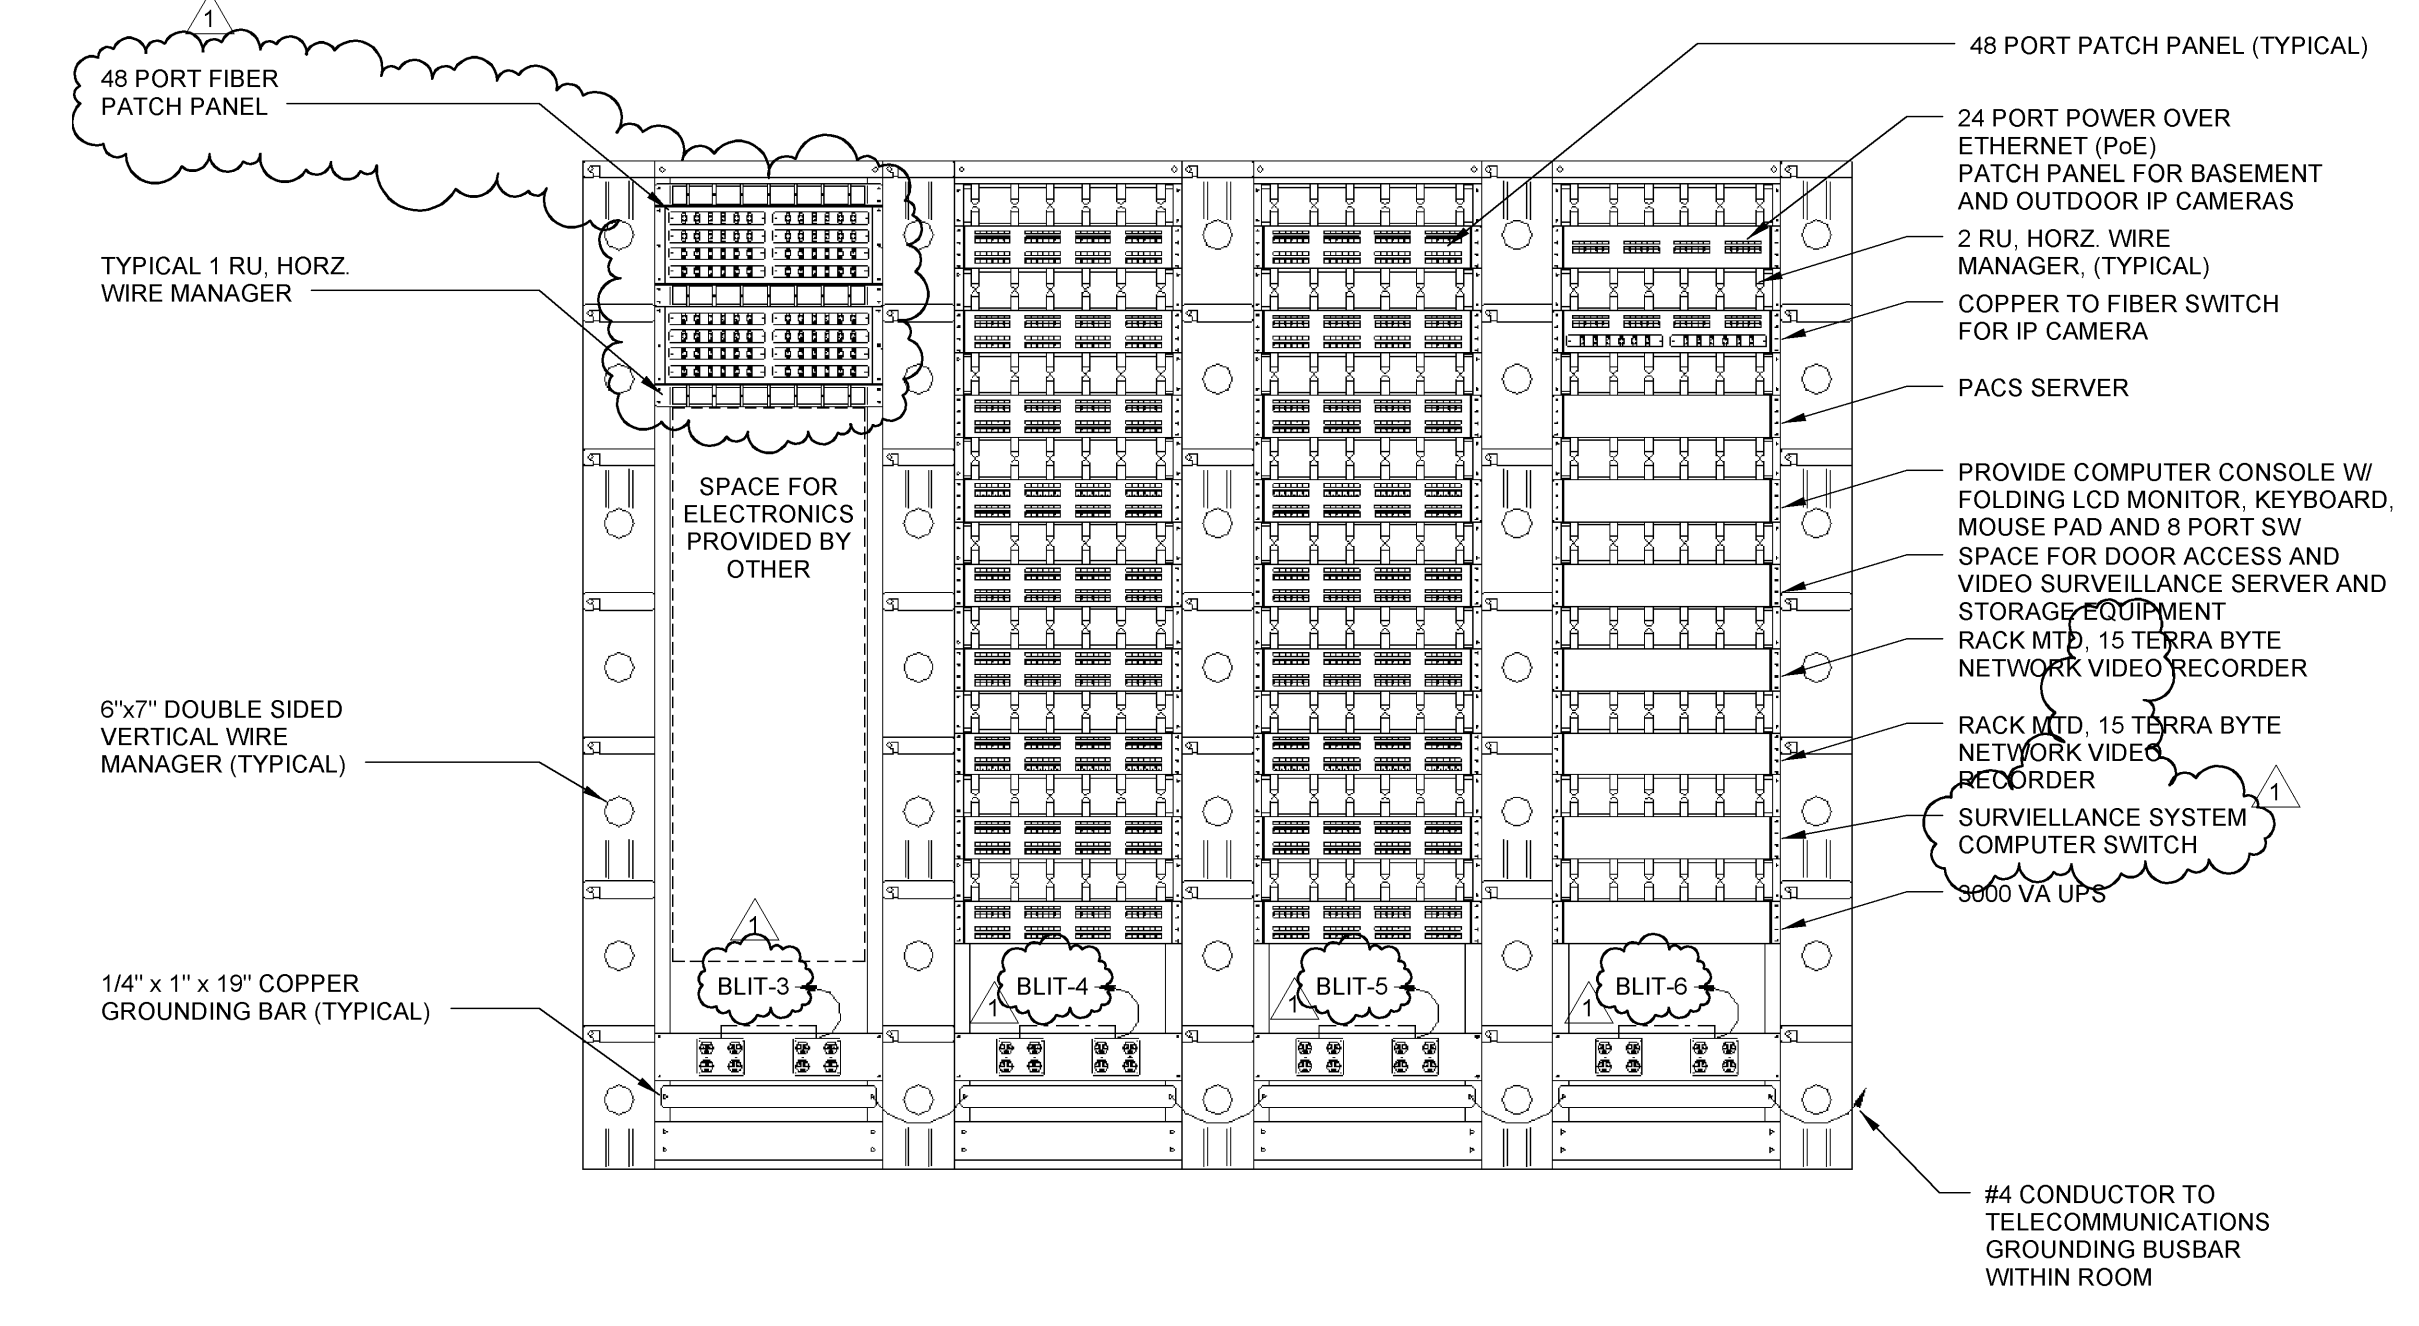 1
48 PORT FIBER
PATCH PANEL
TYPICAL 1 RU, HORZ.
WIRE MANAGER
6"x7" DOUBLE SIDED
VERTICAL WIRE
MANAGER (TYPICAL)
1/4" x 1" x 19" COPPER
GROUNDING BAR (TYPICAL)
SPACE FOR
ELECTRONICS
PROVIDED BY
OTHER
1
BLIT-3
1
BLIT-4
1
BLIT-5
1
BLIT-6
48 PORT PATCH PANEL (TYPICAL)
24 PORT POWER OVER
ETHERNET (PoE)
PATCH PANEL FOR BASEMENT
AND OUTDOOR IP CAMERAS
2 RU, HORZ. WIRE
MANAGER, (TYPICAL)
COPPER TO FIBER SWITCH
FOR IP CAMERA
PACS SERVER
PROVIDE COMPUTER CONSOLE W/
FOLDING LCD MONITOR, KEYBOARD,
MOUSE PAD AND 8 PORT SW
SPACE FOR DOOR ACCESS AND
VIDEO SURVEILLANCE SERVER AND
STORAGE EQUIPMENT
RACK MTD, 15 TERRA BYTE
NETWORK VIDEO RECORDER
RACK MTD, 15 TERRA BYTE
NETWORK VIDEO
RECORDER
1
SURVIELLANCE SYSTEM
COMPUTER SWITCH
3000 VA UPS
#4 CONDUCTOR TO
TELECOMMUNICATIONS
GROUNDING BUSBAR
WITHIN ROOM